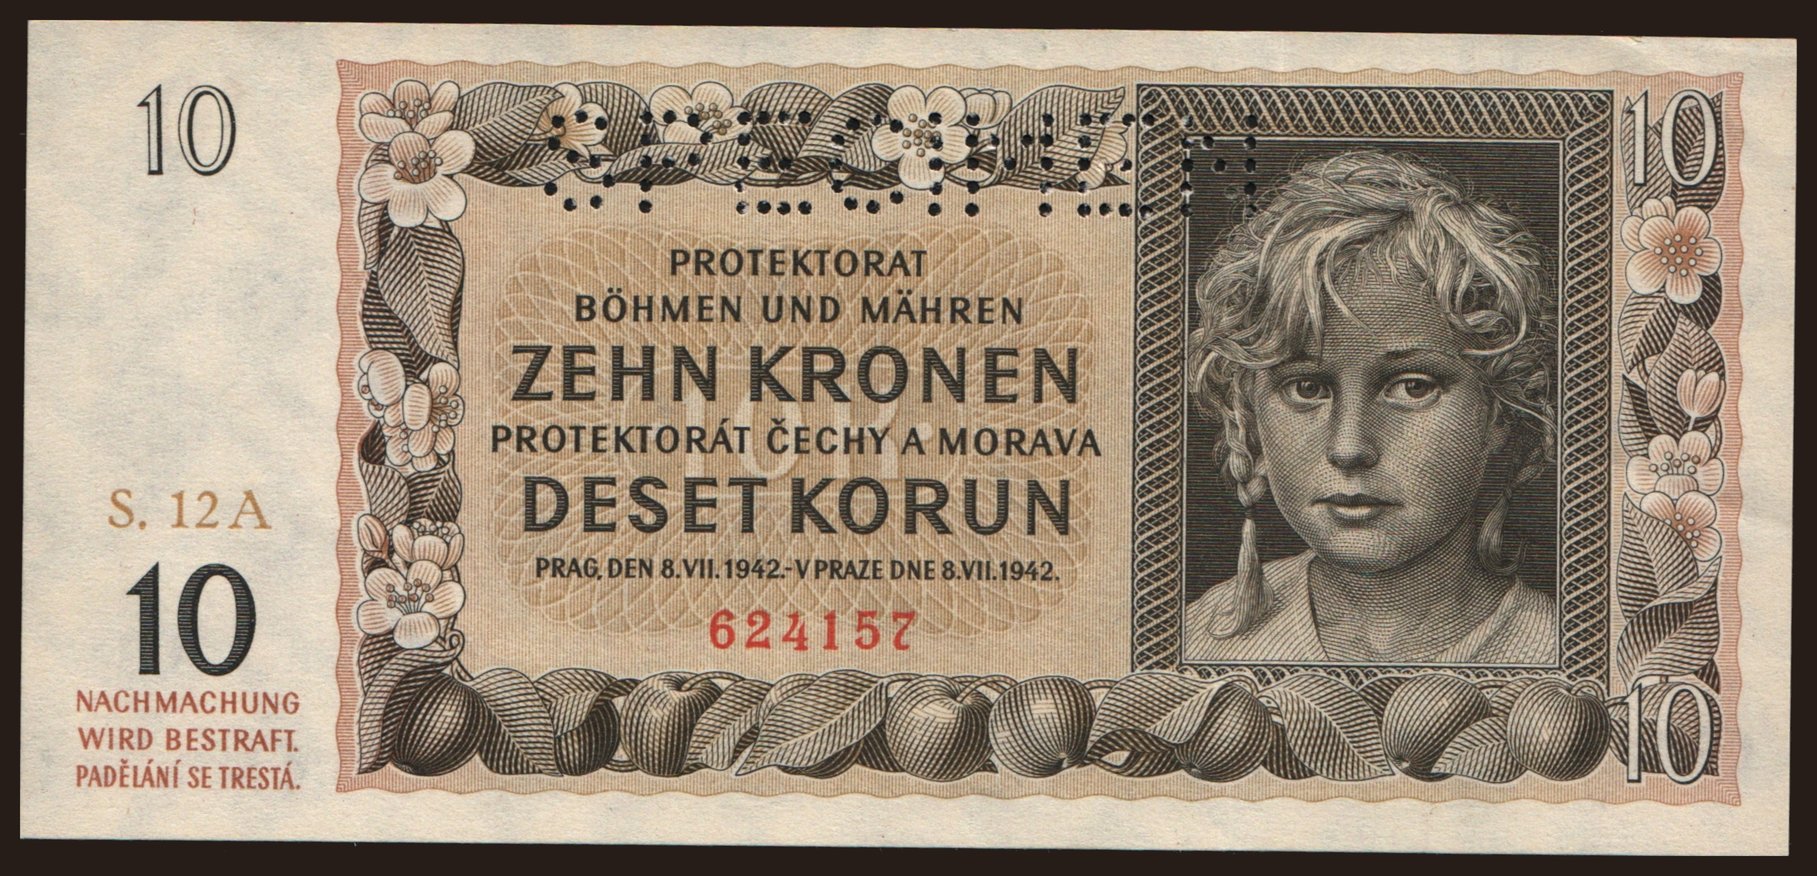 10
10
PROTEKTORAT
BÖHMEN UND MÄHREN
ZEHN KRONEN
PROTEKTORÁT ČECHY A MORAVA
DESET KORUN
PRAG, DEN 8.VII.1942.-V PRAZE DNE 8.VII.1942.
624157
S. 12A
10
NACHMACHUNG
WIRD BESTRAFT.
PADĚLÁNÍ SE TRESTÁ.
10